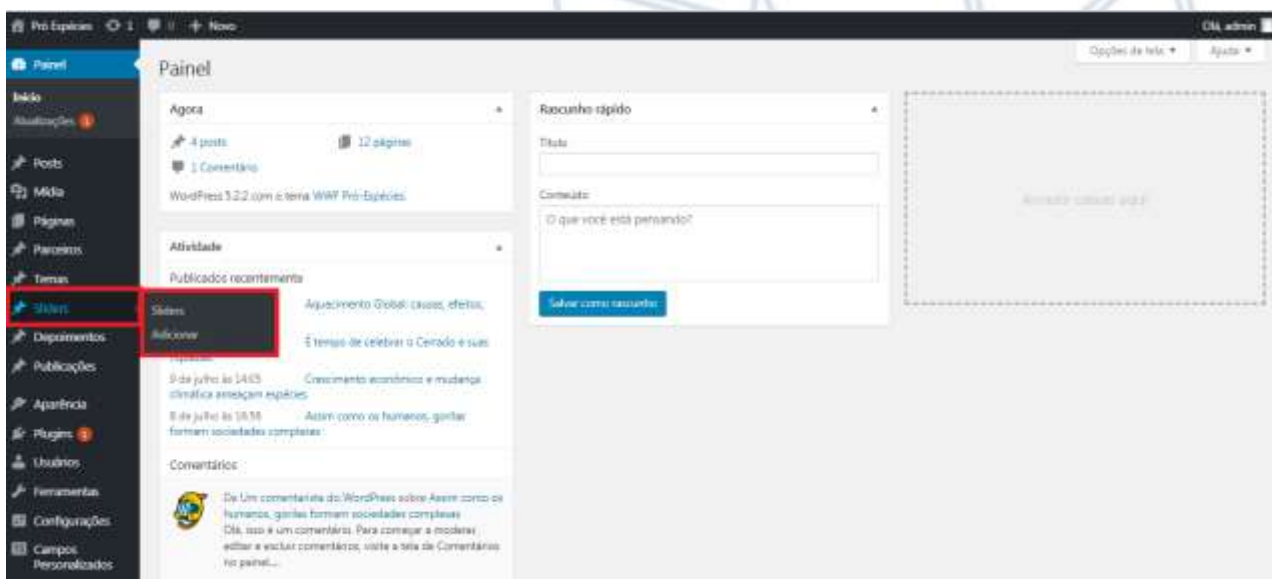 Pró Espécies 1 0 + Novo
Olá, admin
Opções de tela
Ajuda
Painel
Início
Atualizações 1
Posts
Mídia
Páginas
Parceiros
Temas
Sliders
Depoimentos
Publicações
Aparência
Plugins 1
Usuários
Ferramentas
Configurações
Campos
Personalizados
Sliders
Adicionar
Painel
Agora
4 posts
12 páginas
1 Comentário
WordPress 5.2.2 com o tema WWF Pró-Espécies.
Atividade
Publicados recentemente
Aquecimento Global: causas, efeitos,
É tempo de celebrar o Cerrado e suas
9 de julho às 14:05 Crescimento econômico e mudança
climática ameaçam espécies
8 de julho às Assim como os humanos, gorilas
formam sociedades complexas
Comentários
De Um comentarista do WordPress sobre Assim como os
humanos, gorilas formam sociedades complexas
Olá, isso é um comentário. Para começar a moderar,
editar e excluir comentários, visite a tela de Comentários
no painel....
Rascunho rápido
Título
Conteúdo
O que você está pensando?
Salvar como rascunho